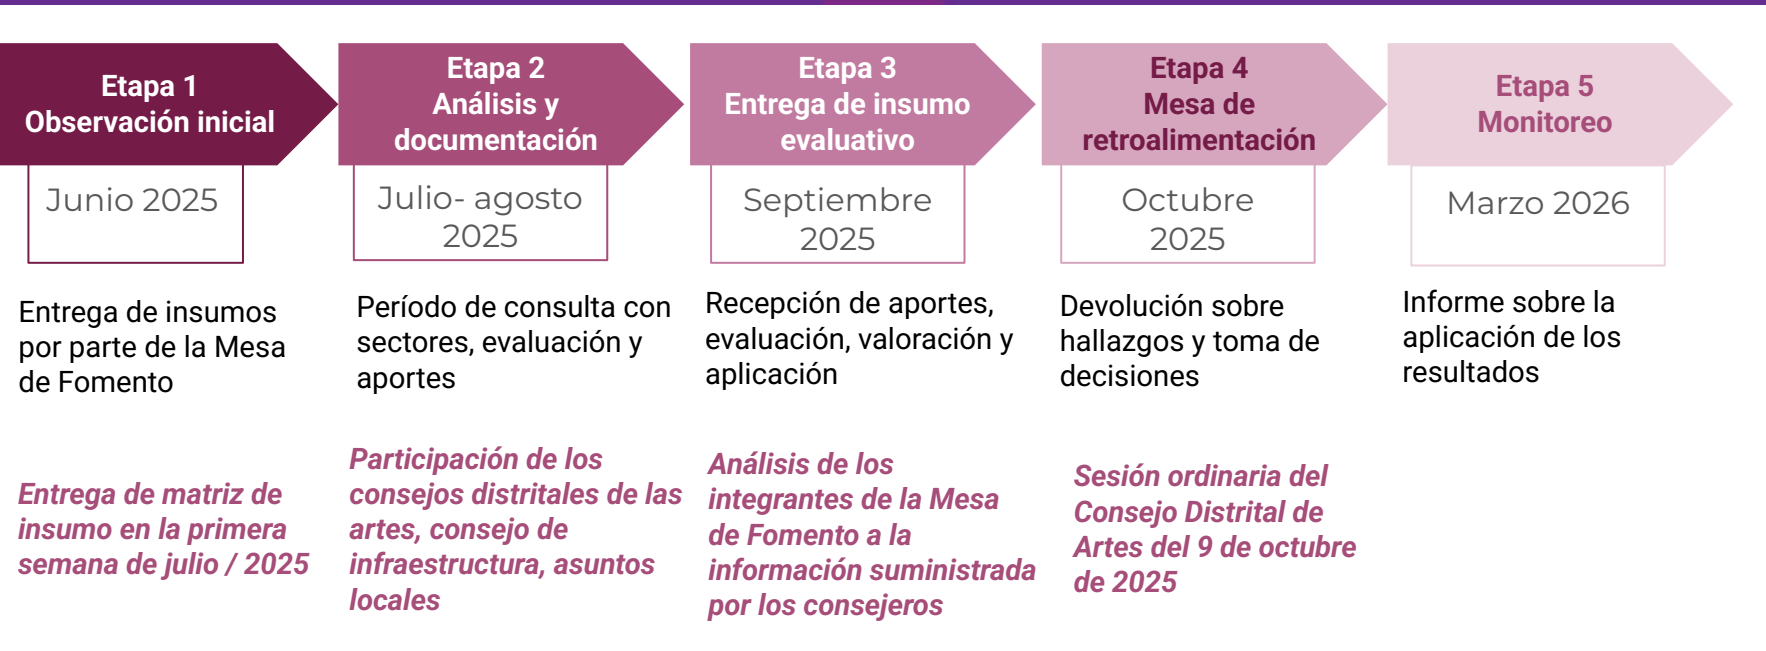 Etapa 1
Observación inicial
Junio 2025
Entrega de insumos
por parte de la Mesa
de Fomento
Entrega de matriz de
insumo en la primera
semana de julio / 2025
Etapa 2
Análisis y
documentación
Julio- agosto
2025
Período de consulta con
sectores, evaluación y
aportes
Participación de los
consejos distritales de las
artes, consejo de
infraestructura, asuntos
locales
Etapa 3
Entrega de insumo
evaluativo
Septiembre
2025
Recepción de aportes,
evaluación, valoración y
aplicación
Análisis de los
integrantes de la Mesa
de Fomento a la
información suministrada
por los consejeros
Etapa 4
Mesa de
retroalimentación
Octubre
2025
Devolución sobre
hallazgos y toma de
decisiones
Sesión ordinaria del
Consejo Distrital de
Artes del 9 de octubre
de 2025
Etapa 5
Monitoreo
Marzo 2026
Informe sobre la
aplicación de los
resultados